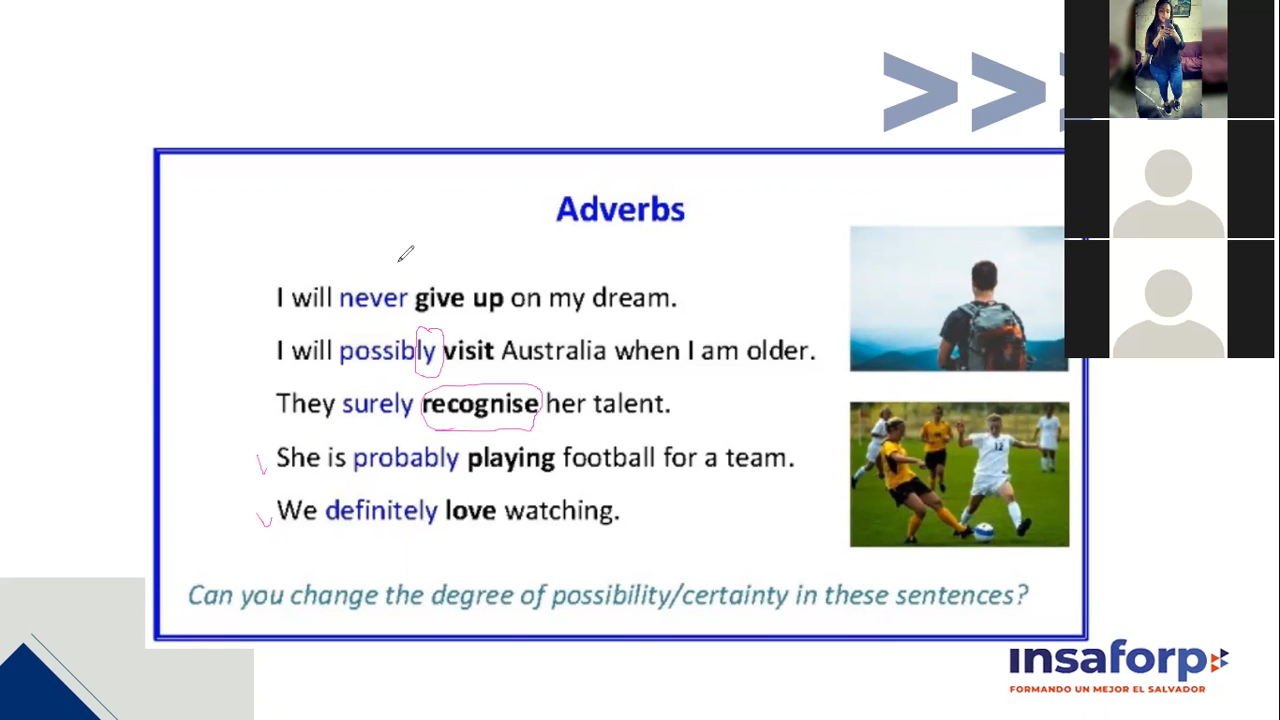 >>>
Adverbs
I will never give up on my dream.
I will possibly visit Australia when I am older.
They surely recognise her talent.
She is probably playing football for a team.
We definitely love watching.
Can you change the degree of possibility/certainty in these sentences?
insaforp
FORMANDO UN MEJOR EL SALVADOR